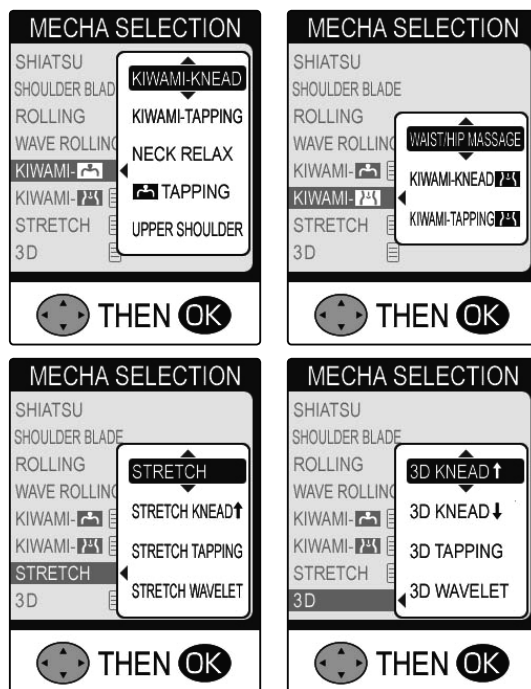 MECHA SELECTION
SHIATSU
SHOULDER BLAD
ROLLING
WAVE ROLLING
KIWAMI-
KIWAMI-
STRETCH
3D
KIWAMI-KNEAD
KIWAMI-TAPPING
NECK RELAX
TAPPING
UPPER SHOULDER
THEN OK
MECHA SELECTION
SHIATSU
SHOULDER BLADE
ROLLING
WAVE ROLLING
KIWAMI-
KIWAMI-
STRETCH
3D
WAIST/HIP MASSAGE
KIWAMI-KNEAD
KIWAMI-TAPPING
THEN OK
MECHA SELECTION
SHIATSU
SHOULDER BLADE
ROLLING
WAVE ROLLING
KIWAMI-
KIWAMI-
STRETCH
3D
STRETCH
STRETCH KNEAD↑
STRETCH TAPPING
STRETCH WAVELET
THEN OK
MECHA SELECTION
SHIATSU
SHOULDER BLADE
ROLLING
WAVE ROLLING
KIWAMI-
KIWAMI-
STRETCH
3D
3D KNEAD↑
3D KNEAD↓
3D TAPPING
3D WAVELET
THEN OK